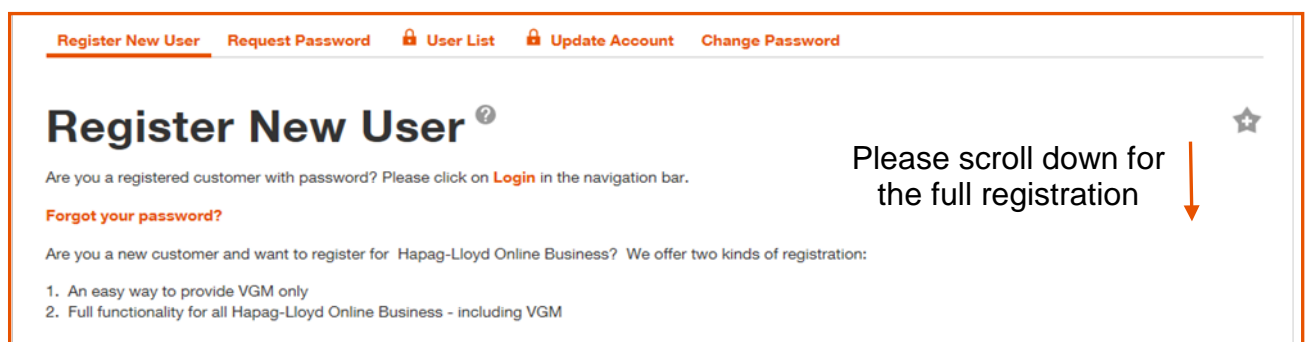 Register New User Request Password User List Update Account Change Password
Register New User ?
Please scroll down for
the full registration
Are you a registered customer with password? Please click on Login in the navigation bar.
Forgot your password?
Are you a new customer and want to register for Hapag-Lloyd Online Business? We offer two kinds of registration:
1. An easy way to provide VGM only
2. Full functionality for all Hapag-Lloyd Online Business - including VGM